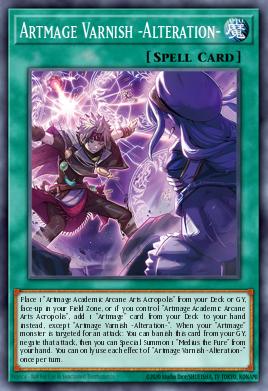 Artmage Varnish -Alteration-
魔
[Spell Card]
Place 1 "Artmage Academic Arcane Arts Acropolis" from your Deck or GY,
face-up in your Field Zone, or if you control "Artmage Academic Arcane
Arts Acropolis", add 1 "Artmage" card from your Deck to your hand
instead, except "Artmage Varnish -Alteration-". When your "Artmage"
monster is targeted for an attack: You can banish this card from your GY;
negate that attack, then you can Special Summon 1 "Medius the Pure" from
your hand. You can only use each effect of "Artmage Varnish -Alteration-"
once per turn.